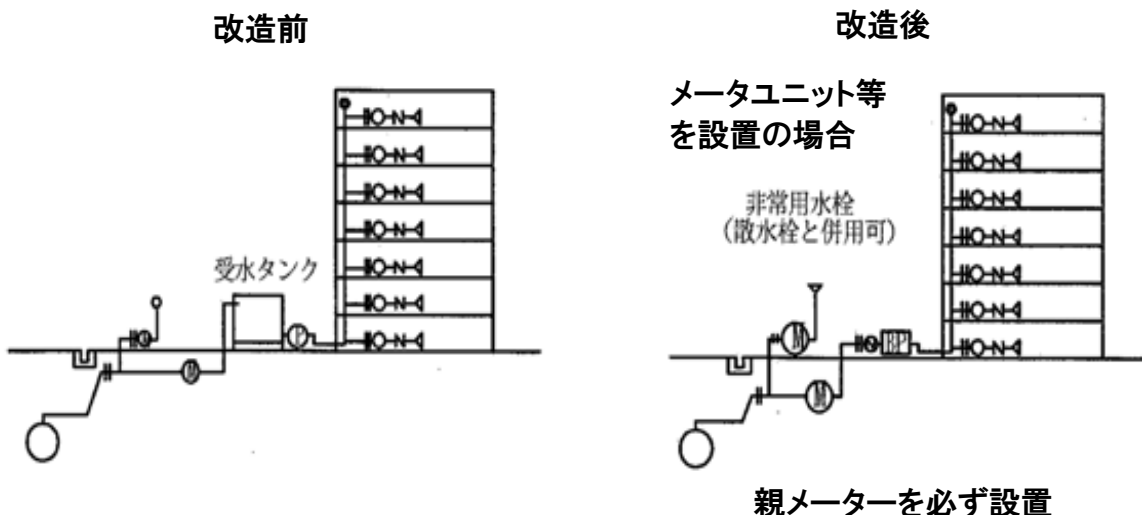 改造前
受水タンク
P
M
改造後
メータユニット等
を設置の場合
非常用水栓
(散水栓と併用可)
M
BP
M
親メーターを必ず設置